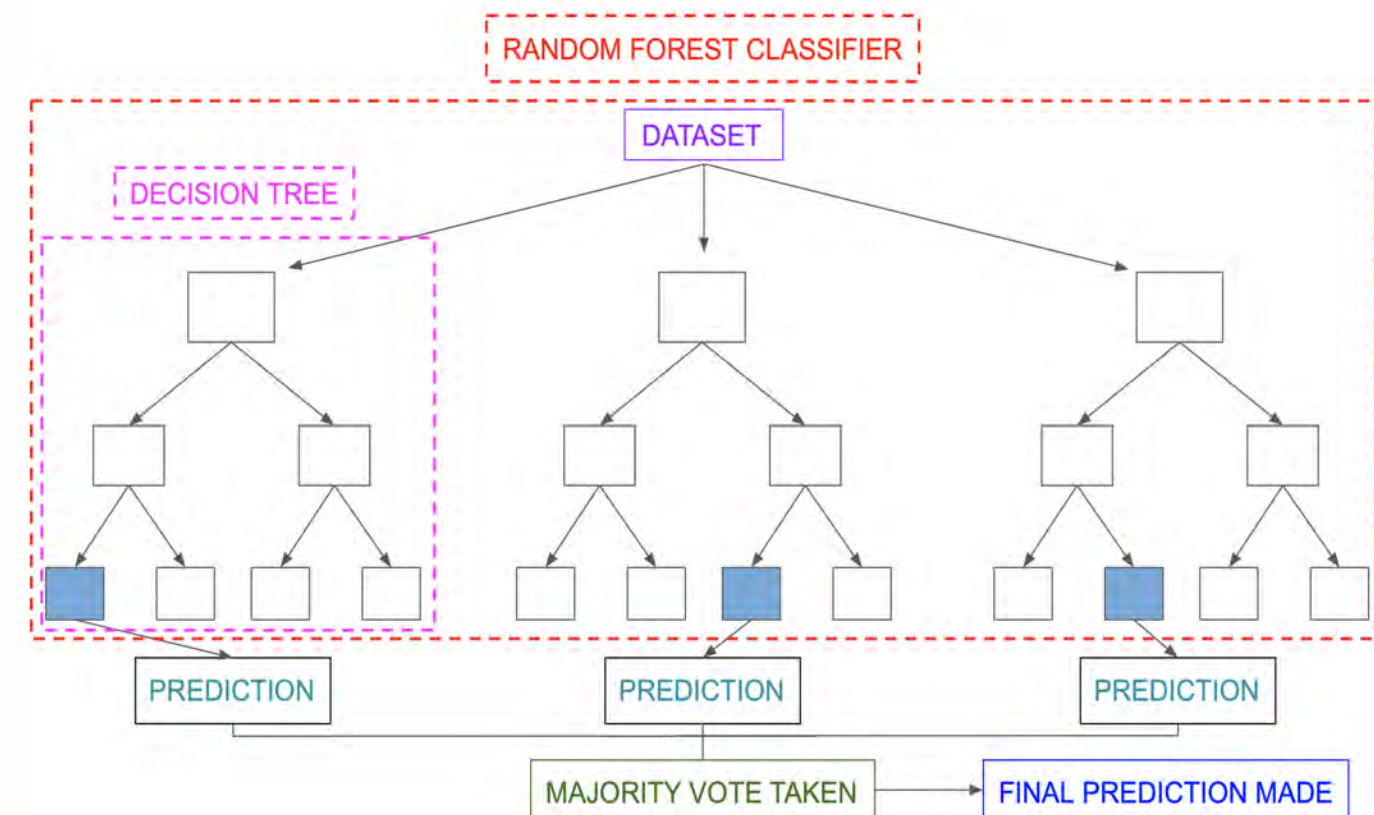 RANDOM FOREST CLASSIFIER
DATASET
DECISION TREE
PREDICTION
PREDICTION
PREDICTION
MAJORITY VOTE TAKEN
FINAL PREDICTION MADE